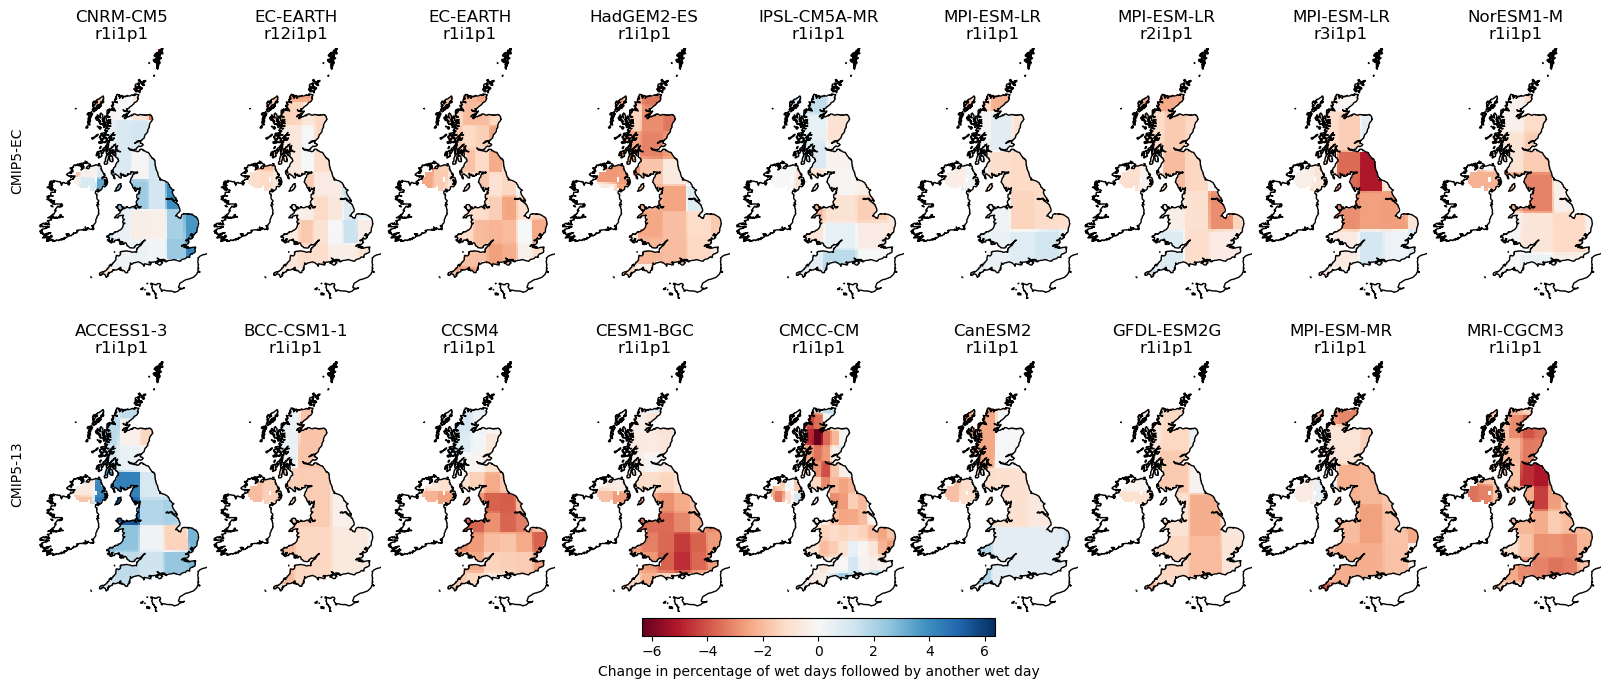 CNRM-CM5 EC-EARTH EC-EARTH HadGEM2-ES IPSL-CM5A-MR MPI-ESM-LR MPI-ESM-LR MPI-ESM-LR NorESM1-M
r1i1p1 r12i1p1 r1i1p1 r1i1p1 r1i1p1 r1i1p1 r2i1p1 r3i1p1 r1i1p1
CMIP5-EC
ACCESS1-3 BCC-CSM1-1 CCSM4 CESM1-BGC CMCC-CM CanESM2 GFDL-ESM2G MPI-ESM-MR MRI-CGCM3
r1i1p1 r1i1p1 r1i1p1 r1i1p1 r1i1p1 r1i1p1 r1i1p1 r1i1p1 r1i1p1
CMIP5-13
−6 −4 −2 0 2 4 6
Change in percentage of wet days followed by another wet day